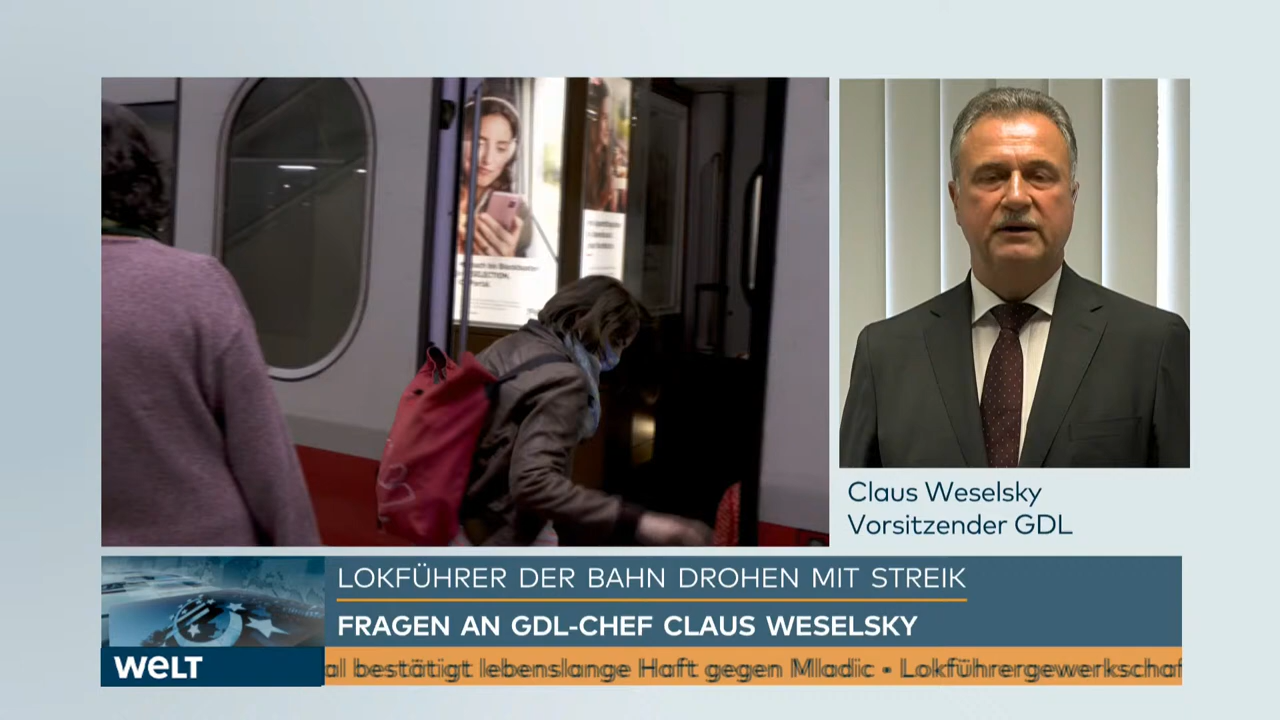 Claus Weselsky
Vorsitzender GDL
LOKFÜHRER DER BAHN DROHEN MIT STREIK
FRAGEN AN GDL-CHEF CLAUS WESELSKY
welt
al bestätigt lebenslange Haft gegen Mladic • Lokführergewerkschaf